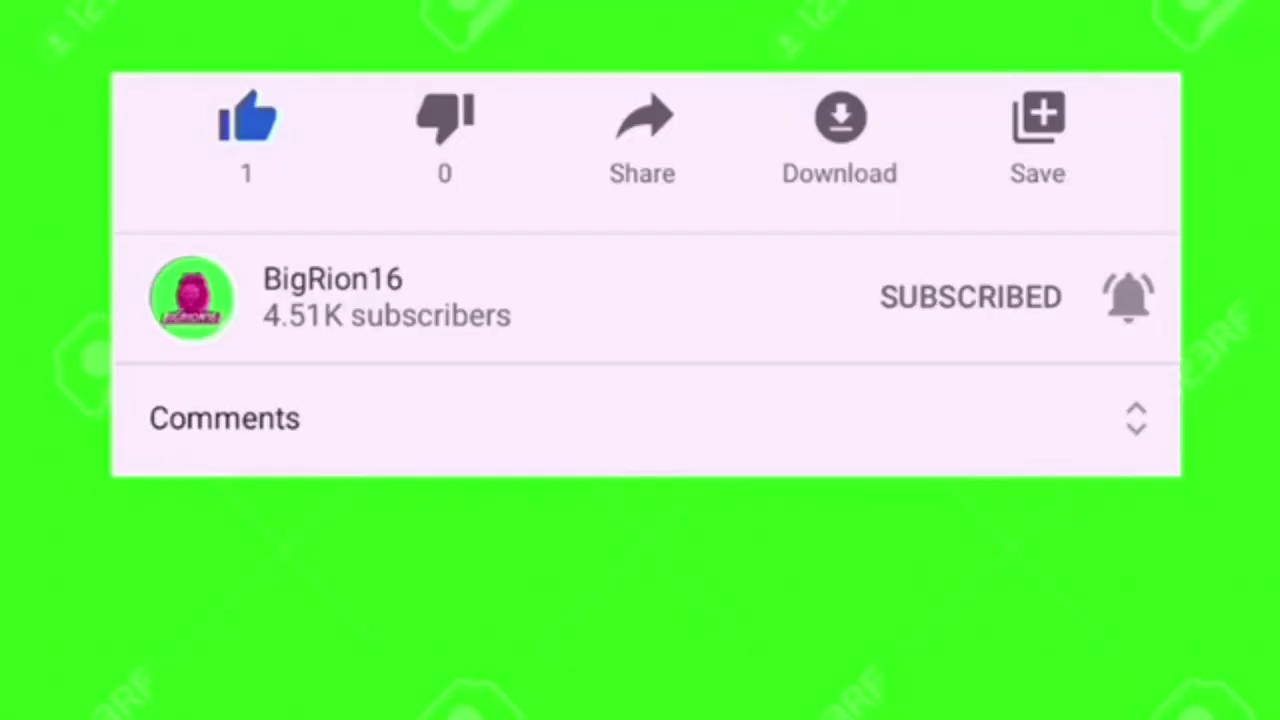 1
0
Share
Download
Save
BigRion16
4.51K subscribers
SUBSCRIBED
Comments